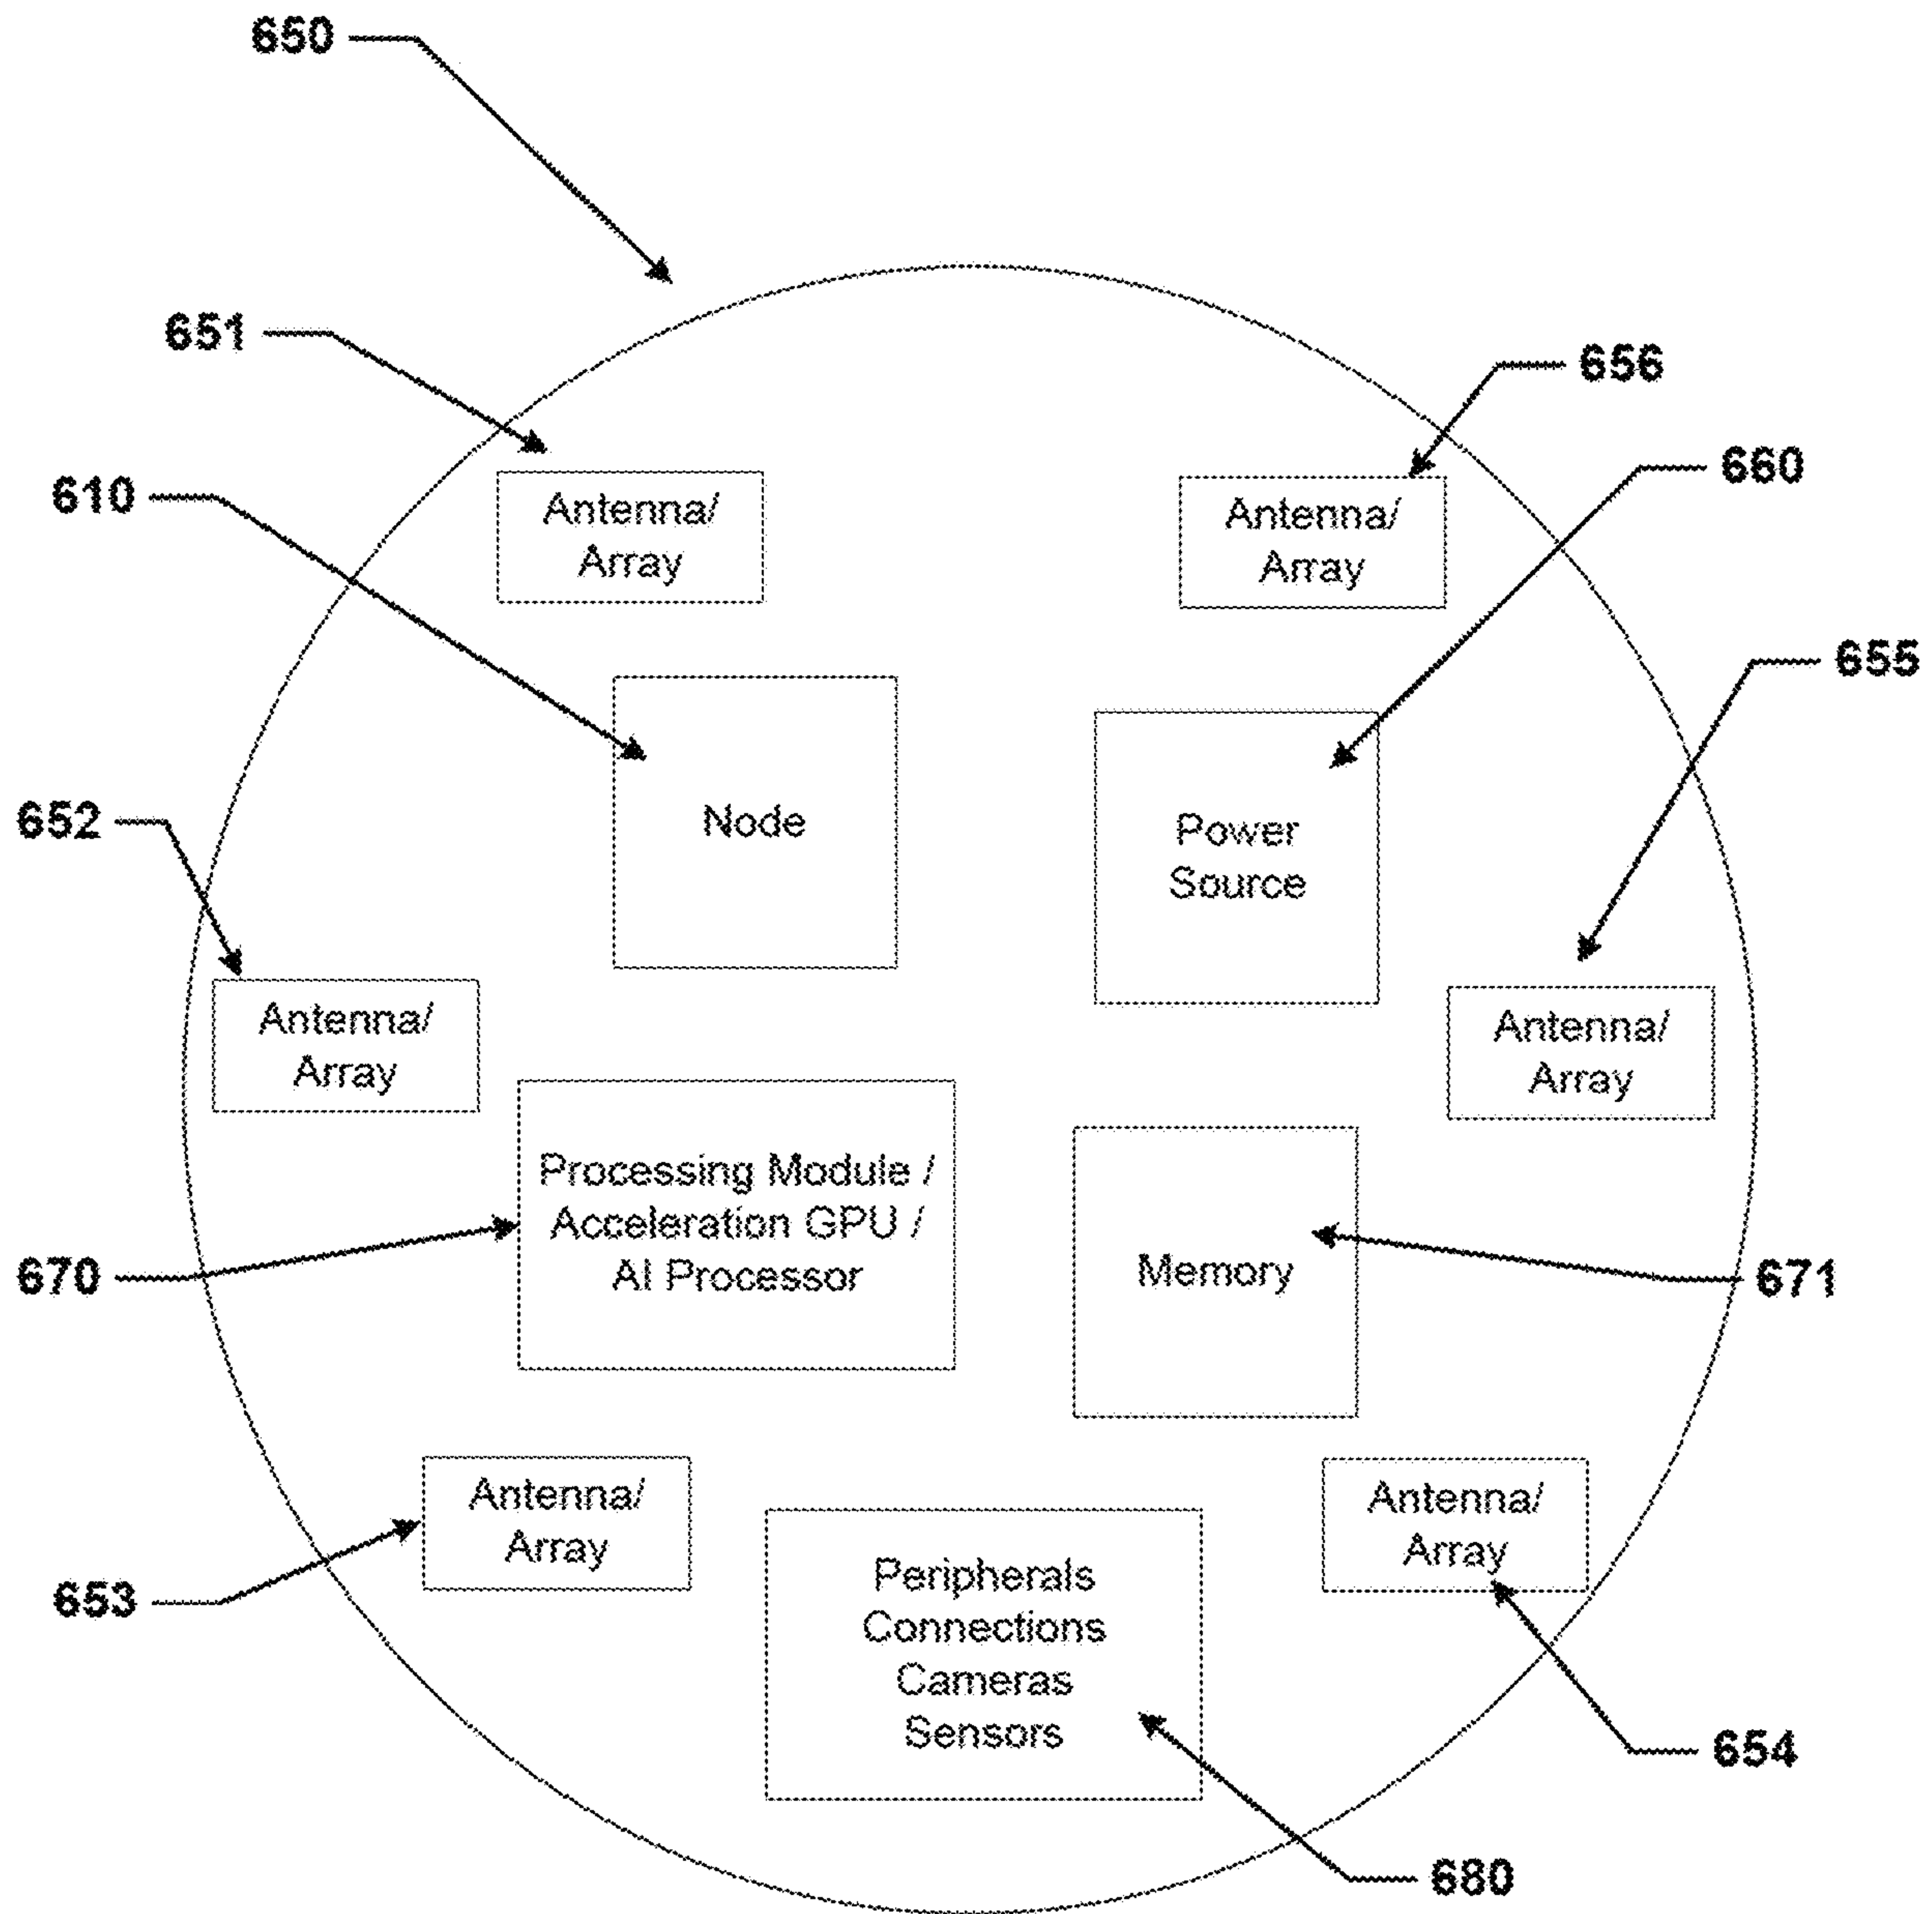 650
651
656
610
660
Antenna/
Array
Antenna/
Array
655
652
Node
Power
Source
Antenna/
Array
Antenna/
Array
Processing Module /
Acceleration GPU /
AI Processor
670
Memory
671
Antenna/
Array
Antenna/
Array
653
Peripherals
Connections
Cameras
Sensors
654
680